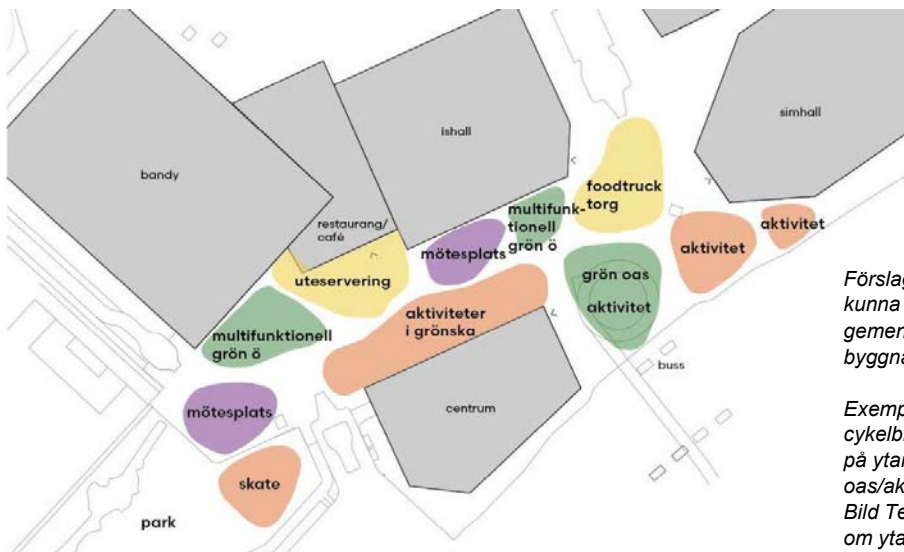 bandy
restaurang/
café
ishall
simhall
multifunk-
tionell
grön ö
foodtruck
torg
mötesplats
aktivitet
aktivitet
uteservering
aktiviteter
i grönska
grön oas
aktivitet
multifunktionell
grön ö
buss
centrum
mötesplats
skate
park
Förslag
kunna
gemen
byggna
Exemp
cykelb
på ytar
oas/ak
Bild Te
om yta